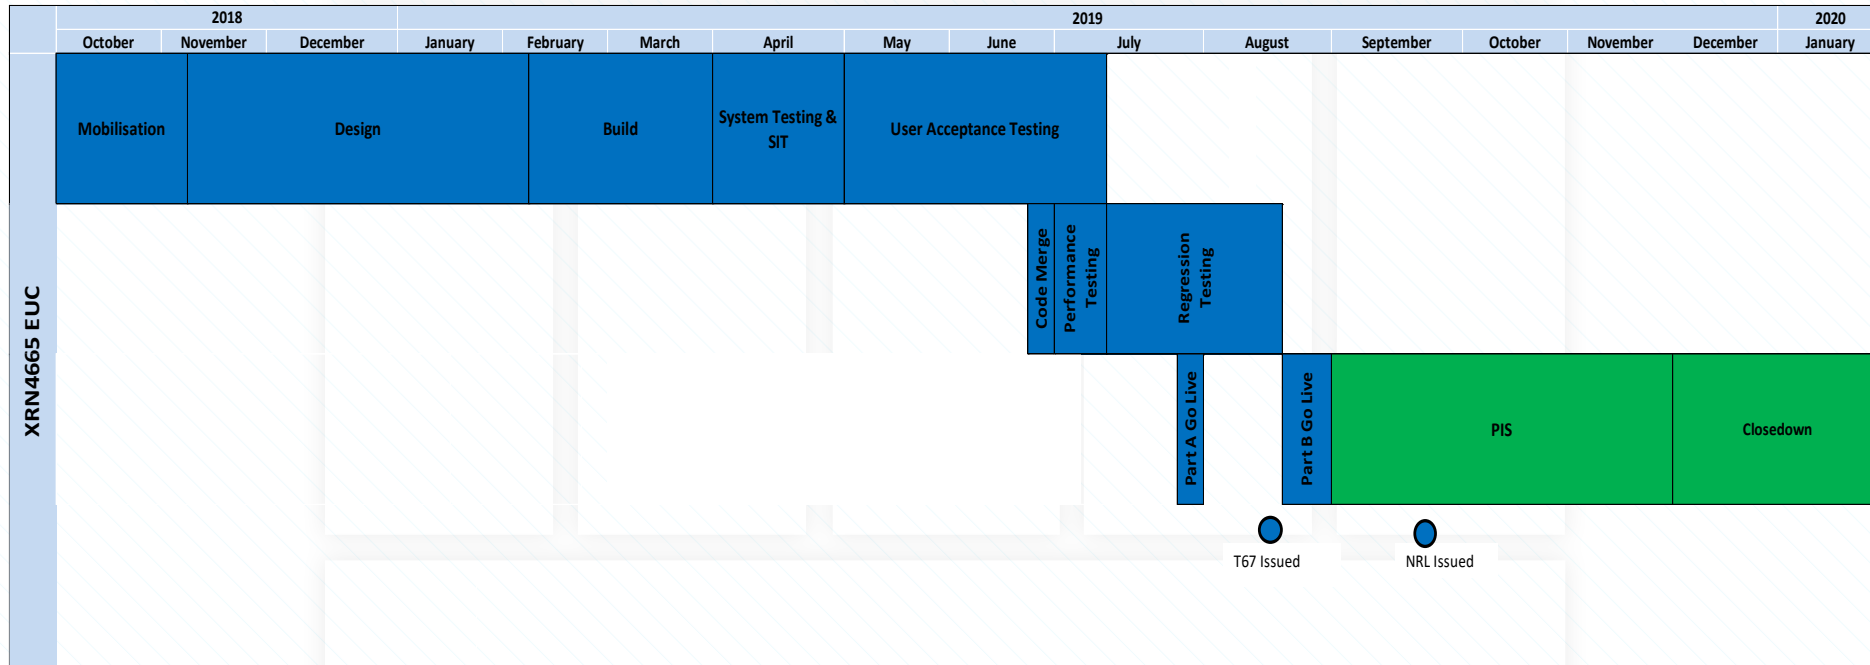 2018
2019
2020
October
November
December
January
February
March
April
May
June
July
August
September
October
November
December
January
XRN4665 EUC
Mobilisation
Design
Build
System Testing &
SIT
User Acceptance Testing
Code Merge
Performance
Testing
Regression
Testing
Part A Go Live
Part B Go Live
PIS
Closedown
T67 Issued
NRL Issued